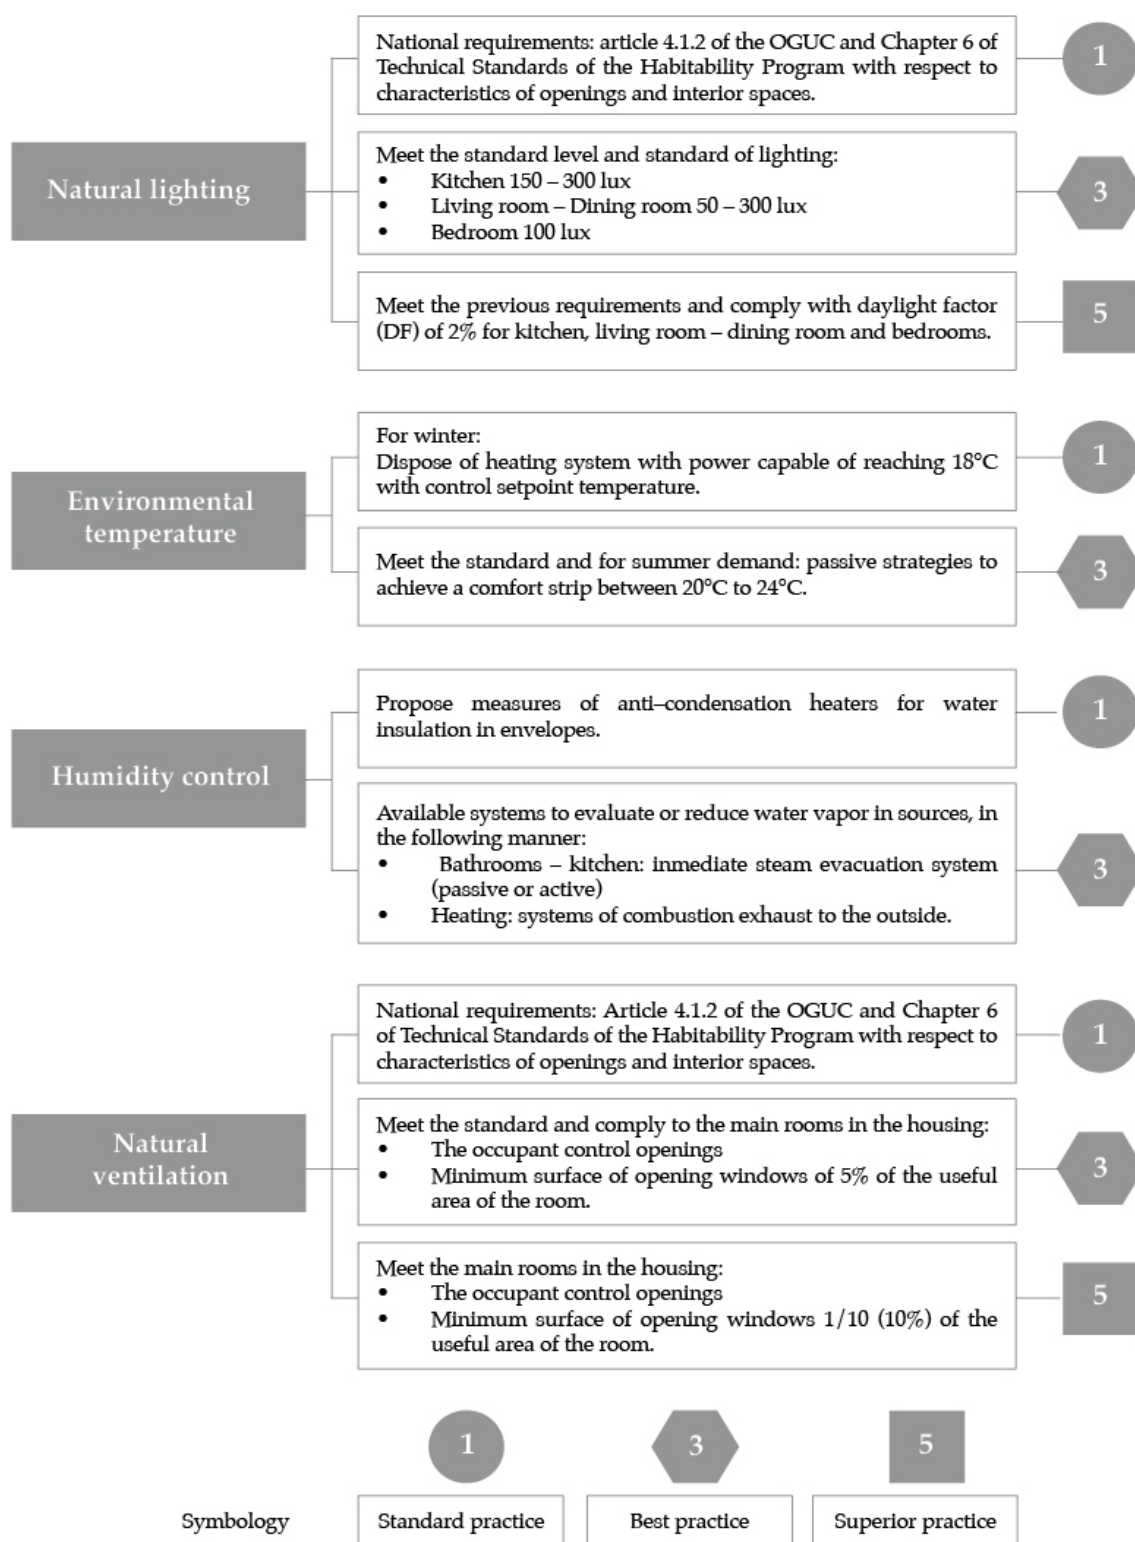 National requirements: article 4.1.2 of the OGUC and Chapter 6 of
Technical Standards of the Habitability Program with respect to
characteristics of openings and interior spaces.
1
Natural lighting
Meet the standard level and standard of lighting:
• Kitchen 150 – 300 lux
• Living room – Dining room 50 – 300 lux
• Bedroom 100 lux
3
Meet the previous requirements and comply with daylight factor
(DF) of 2% for kitchen, living room – dining room and bedrooms.
5
Environmental
temperature
For winter:
Dispose of heating system with power capable of reaching 18°C
with control setpoint temperature.
1
Meet the standard and for summer demand: passive strategies to
achieve a comfort strip between 20°C to 24°C.
3
Humidity control
Propose measures of anti–condensation heaters for water
insulation in envelopes.
1
Available systems to evaluate or reduce water vapor in sources, in
the following manner:
• Bathrooms – kitchen: inmediate steam evacuation system
(passive or active)
• Heating: systems of combustion exhaust to the outside.
3
Natural
ventilation
National requirements: Article 4.1.2 of the OGUC and Chapter 6
of Technical Standards of the Habitability Program with respect to
characteristics of openings and interior spaces.
1
Meet the standard and comply to the main rooms in the housing:
• The occupant control openings
• Minimum surface of opening windows of 5% of the useful
area of the room.
3
Meet the main rooms in the housing:
• The occupant control openings
• Minimum surface of opening windows 1/10 (10%) of the
useful area of the room.
5
1
3
5
Symbology
Standard practice
Best practice
Superior practice